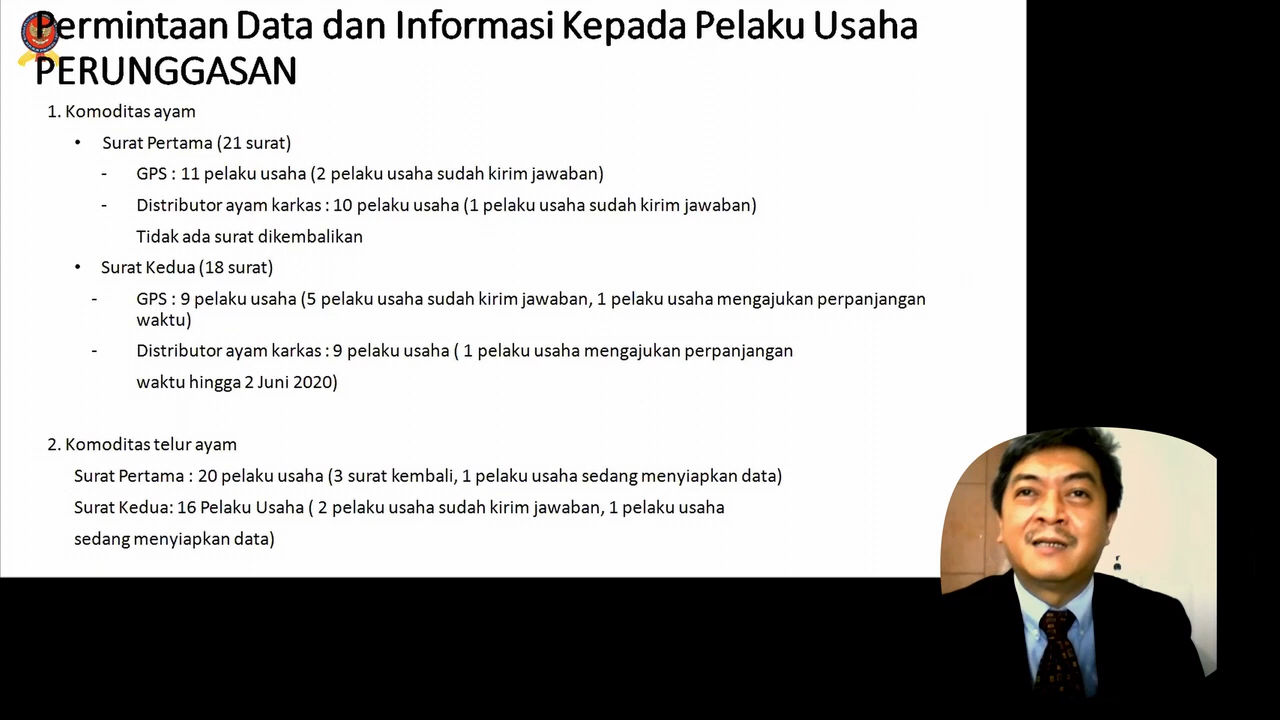 Permintaan Data dan Informasi Kepada Pelaku Usaha
PERUNGGASAN
1. Komoditas ayam
• Surat Pertama (21 surat)
- GPS : 11 pelaku usaha (2 pelaku usaha sudah kirim jawaban)
- Distributor ayam karkas : 10 pelaku usaha (1 pelaku usaha sudah kirim jawaban)
Tidak ada surat dikembalikan
• Surat Kedua (18 surat)
- GPS : 9 pelaku usaha (5 pelaku usaha sudah kirim jawaban, 1 pelaku usaha mengajukan perpanjangan
waktu)
- Distributor ayam karkas : 9 pelaku usaha ( 1 pelaku usaha mengajukan perpanjangan
waktu hingga 2 Juni 2020)
2. Komoditas telur ayam
Surat Pertama : 20 pelaku usaha (3 surat kembali, 1 pelaku usaha sedang menyiapkan data)
Surat Kedua: 16 Pelaku Usaha ( 2 pelaku usaha sudah kirim jawaban, 1 pelaku usaha
sedang menyiapkan data)